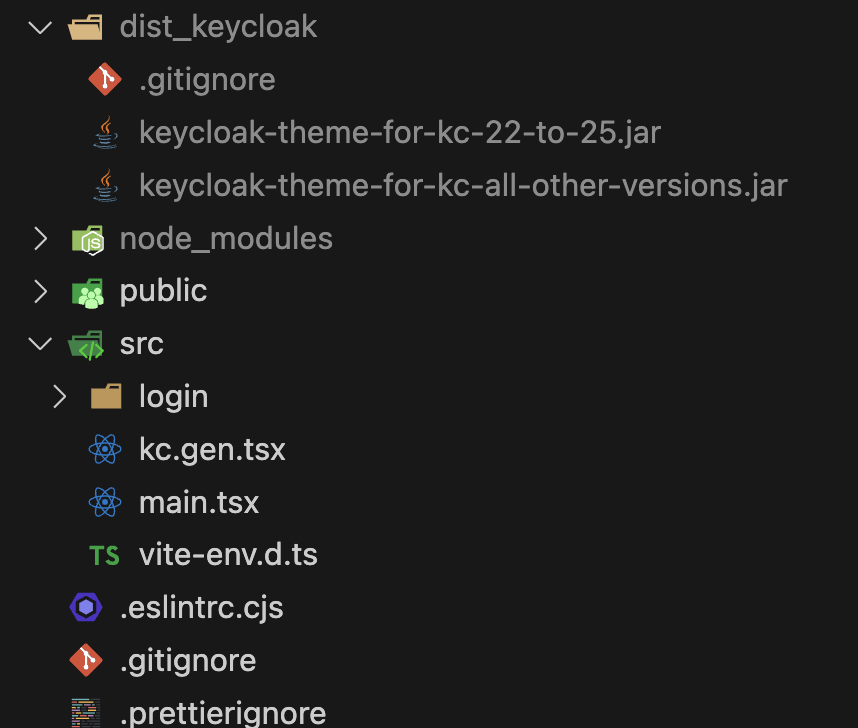 dist_keycloak
.gitignore
keycloak-theme-for-kc-22-to-25.jar
keycloak-theme-for-kc-all-other-versions.jar
node_modules
public
src
login
kc.gen.tsx
main.tsx
TS vite-env.d.ts
.eslintrc.cjs
.gitignore
.prettierignore